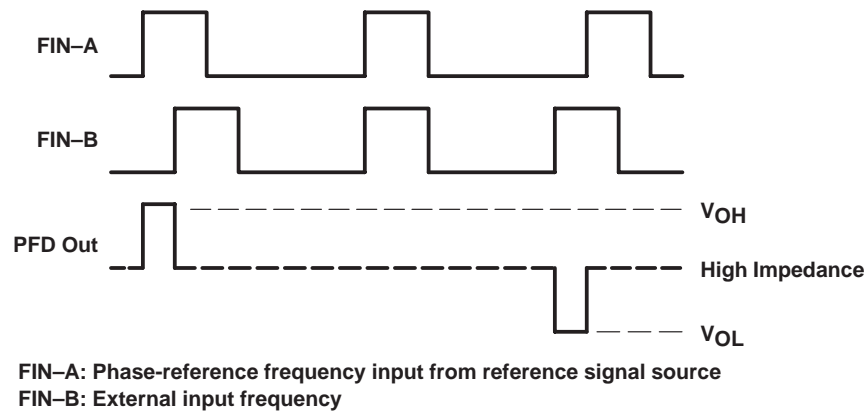 FIN–A
FIN–B
VOH
PFD Out
High Impedance
VOL
FIN–A: Phase-reference frequency input from reference signal source
FIN–B: External input frequency